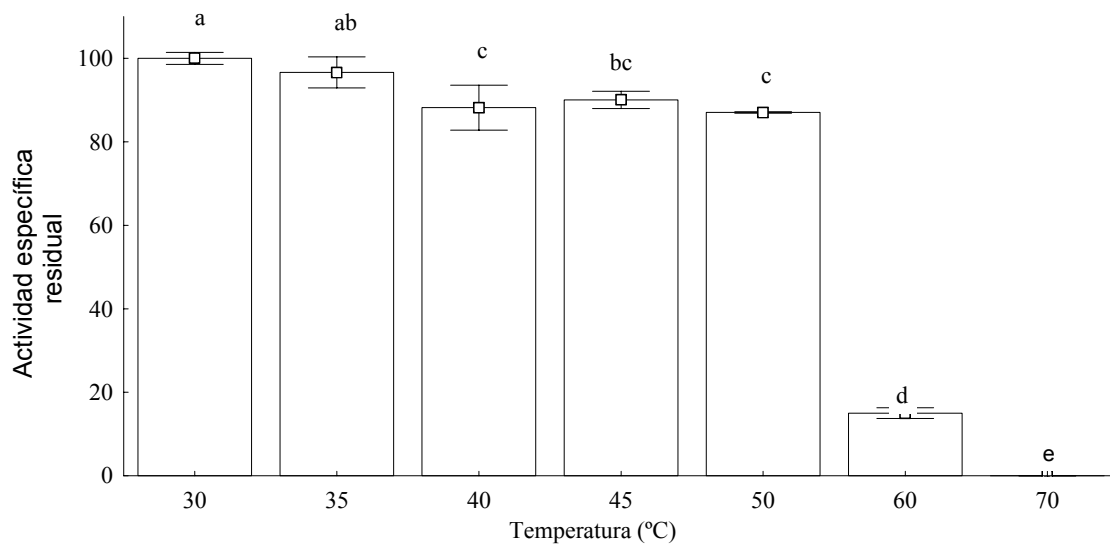 a
ab
c
bc
c
d
e
100
80
60
40
20
0
Actividad específica
residual
30 35 40 45 50 60 70
Temperatura (ºC)